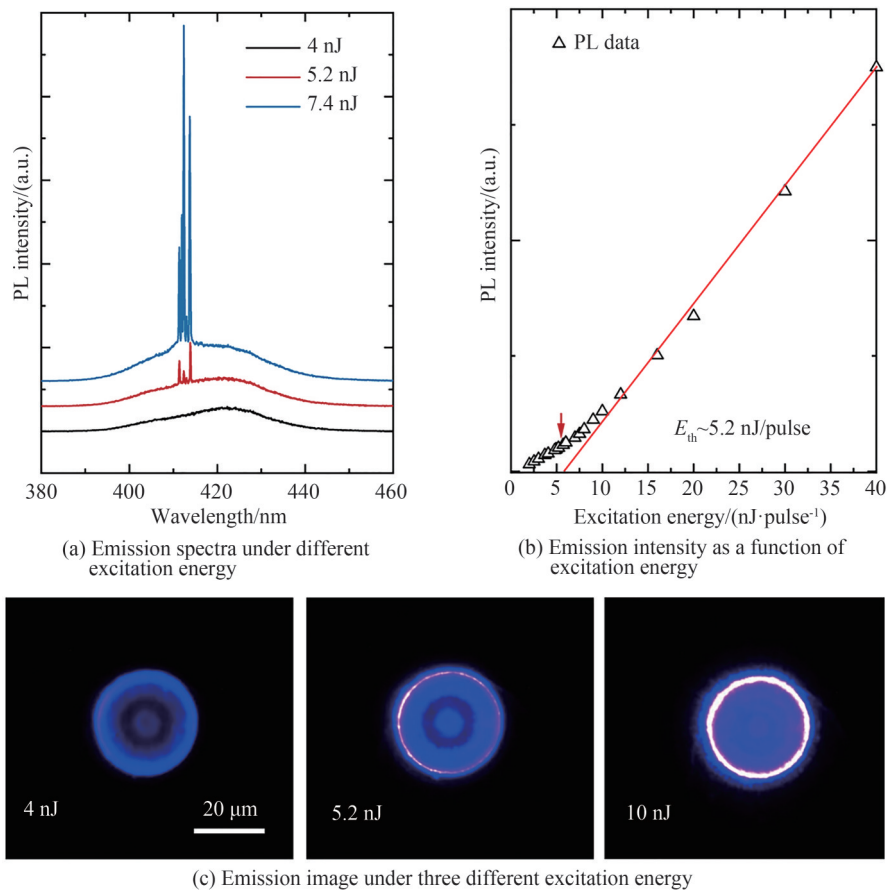 4 nJ
5.2 nJ
7.4 nJ
PL intensity/(a.u.)
380 400 420 440 460
Wavelength/nm
(a) Emission spectra under different
excitation energy
PL data
E_th~5.2 nJ/pulse
PL intensity/(a.u.)
0 5 10 15 20 25 30 35 40
Excitation energy/(nJ·pulse⁻¹)
(b) Emission intensity as a function of
excitation energy
4 nJ
20 μm
5.2 nJ
10 nJ
(c) Emission image under three different excitation energy